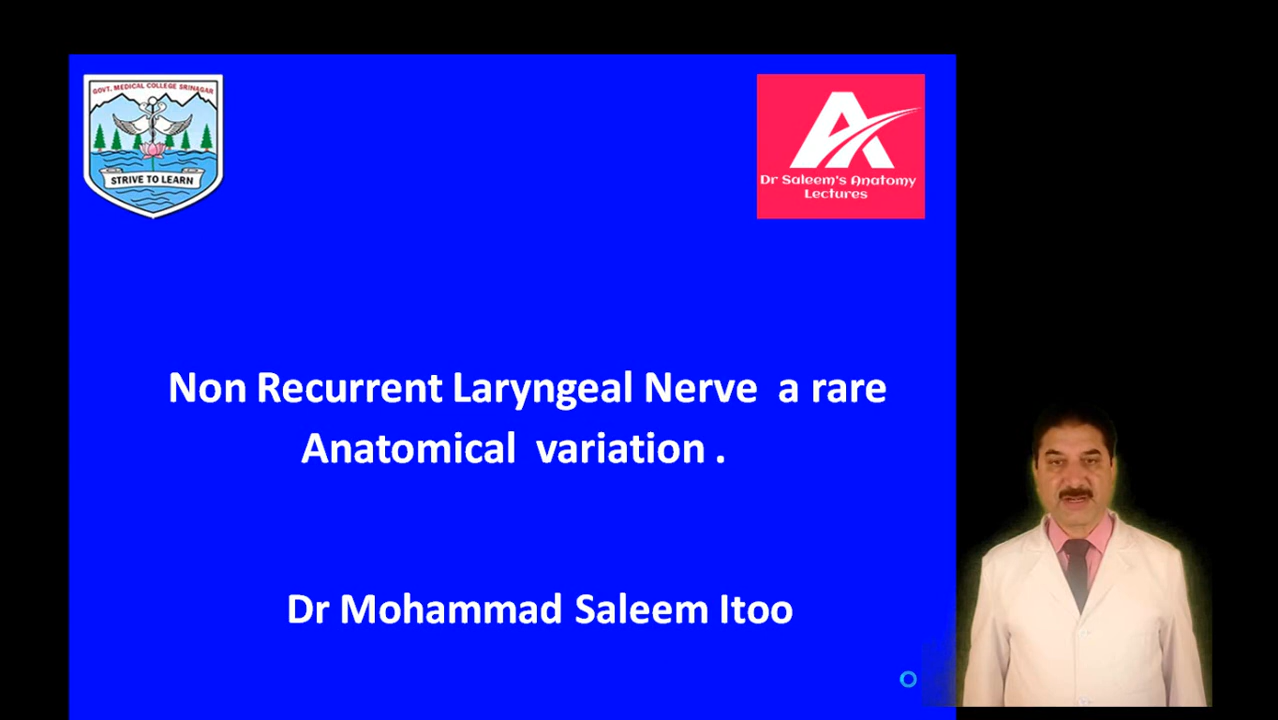 GOVT. MEDICAL COLLEGE SRINAGAR
STRIVE TO LEARN
Dr Saleem's Anatomy
Lectures
Non Recurrent Laryngeal Nerve a rare
Anatomical variation .
Dr Mohammad Saleem Itoo